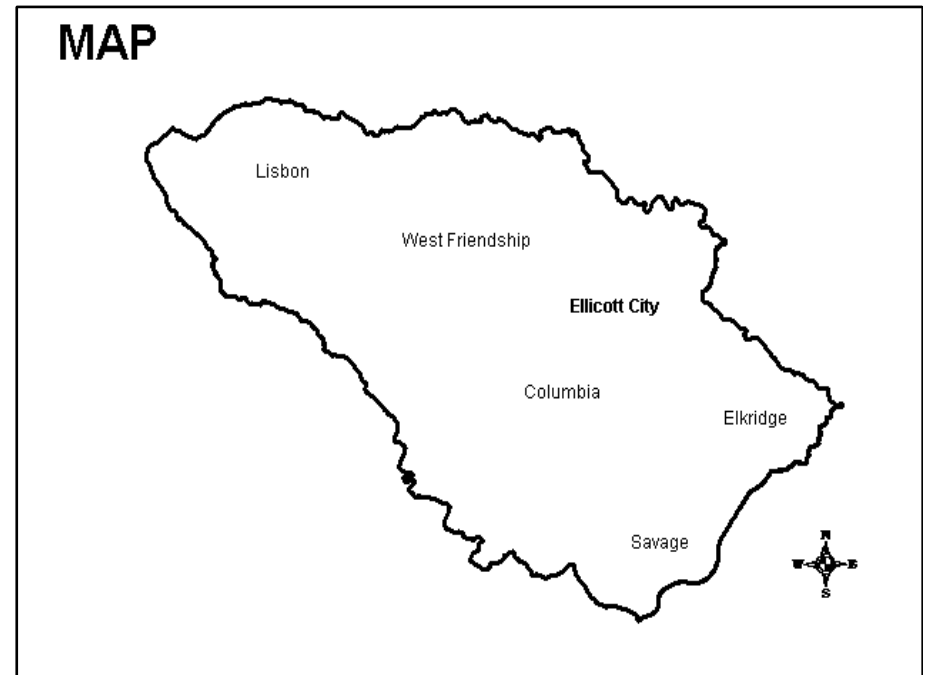 MAP
Lisbon
West Friendship
Ellicott City
Columbia
Elkridge
Savage
N
W E
S